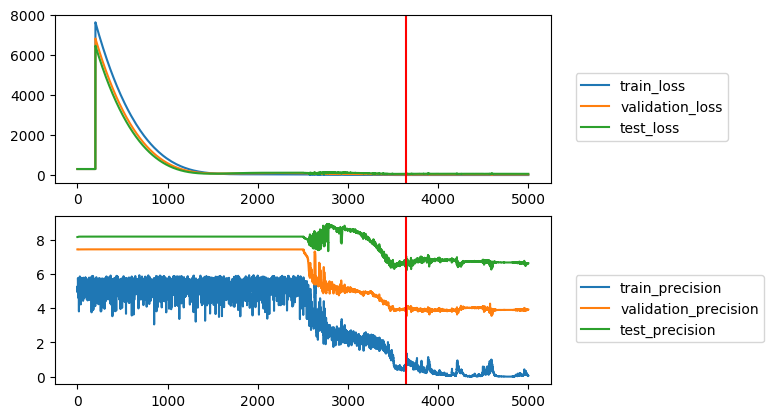 8000
6000
4000
2000
0
0 1000 2000 3000 4000 5000
train_loss
validation_loss
test_loss
8
6
4
2
0
0 1000 2000 3000 4000 5000
train_precision
validation_precision
test_precision